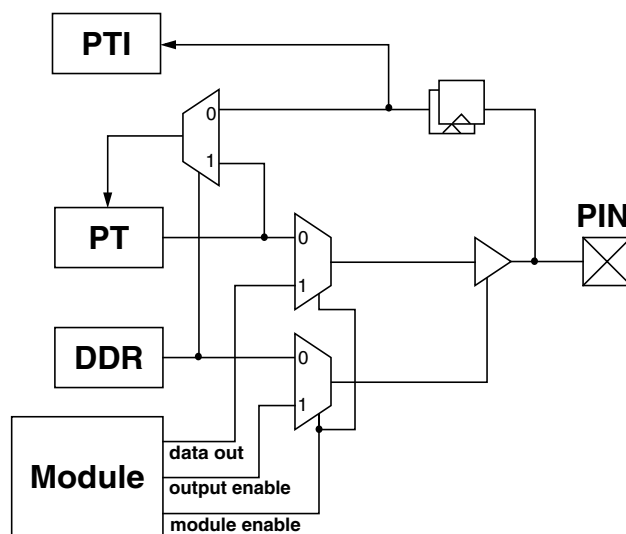 PTI
0
1
PT
PIN
0
1
DDR
0
1
Module
data out
output enable
module enable